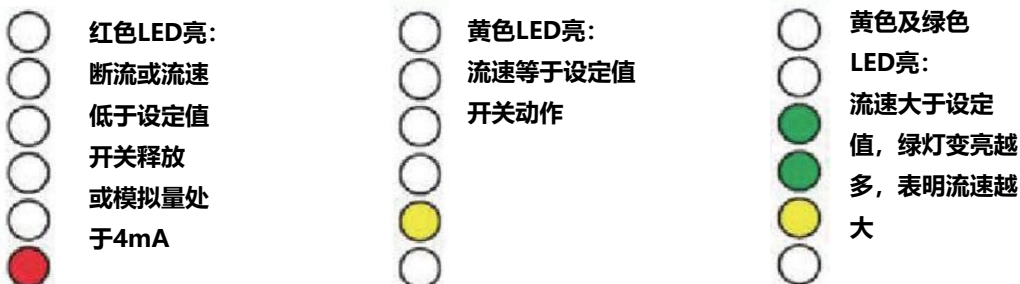 红色LED亮：
断流或流速
低于设定值
开关释放
或模拟量处
于4mA
黄色LED亮：
流速等于设定值
开关动作
黄色及绿色
LED亮：
流速大于设定
值，绿灯变亮越
多，表明流速越
大